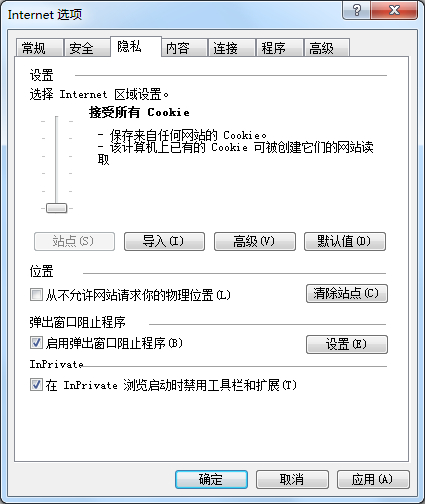 Internet 选项
常规 安全 隐私 内容 连接 程序 高级
设置
选择 Internet 区域设置。
接受所有 Cookie
- 保存来自任何网站的 Cookie。
- 该计算机上已有的 Cookie 可被创建它们的网站读
取
站点(S) 导入(I) 高级(V) 默认值(D)
位置
从不允许网站请求你的物理位置(L) 清除站点(C)
弹出窗口阻止程序
启用弹出窗口阻止程序(B) 设置(E)
InPrivate
在 InPrivate 浏览启动时禁用工具栏和扩展(T)
确定 取消 应用(A)